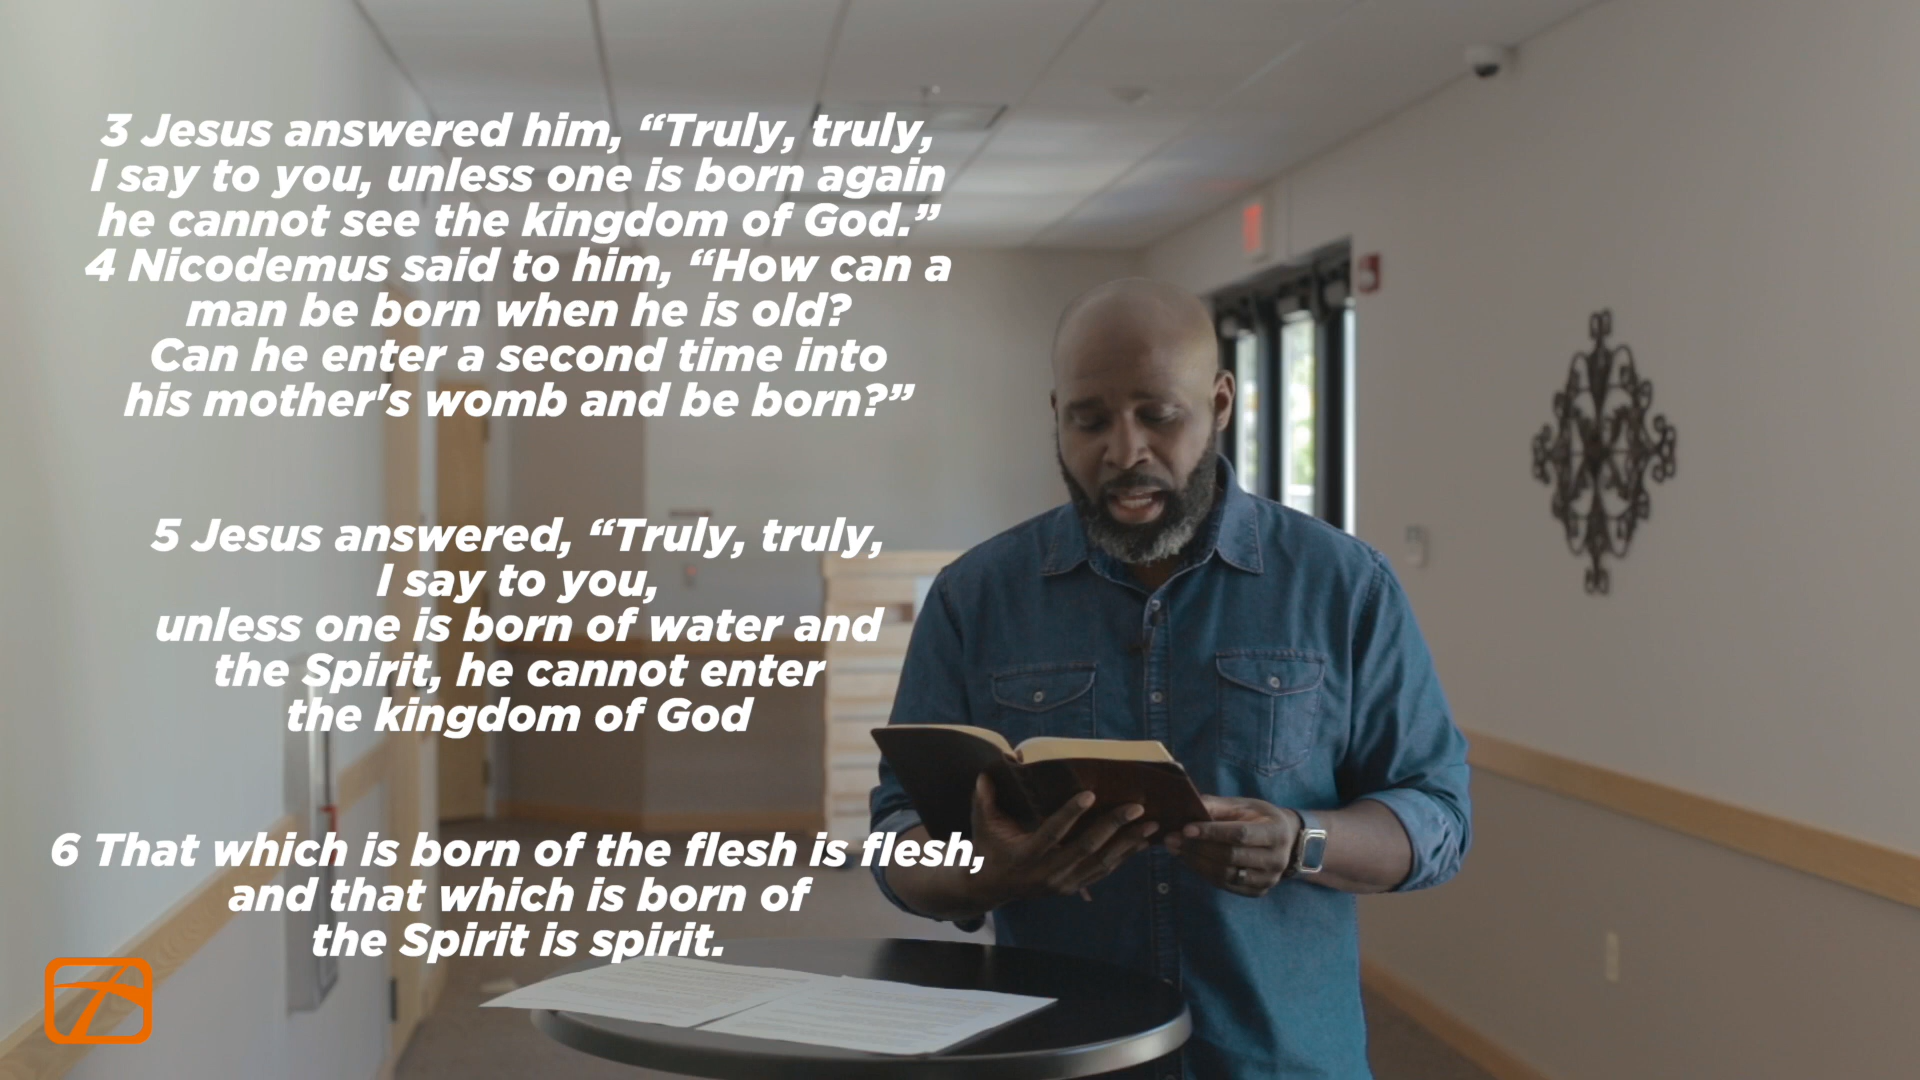 3 Jesus answered him, “Truly, truly,
I say to you, unless one is born again
he cannot see the kingdom of God.”
4 Nicodemus said to him, “How can a
man be born when he is old?
Can he enter a second time into
his mother's womb and be born?”
5 Jesus answered, “Truly, truly,
I say to you,
unless one is born of water and
the Spirit, he cannot enter
the kingdom of God
6 That which is born of the flesh is flesh,
and that which is born of
the Spirit is spirit.